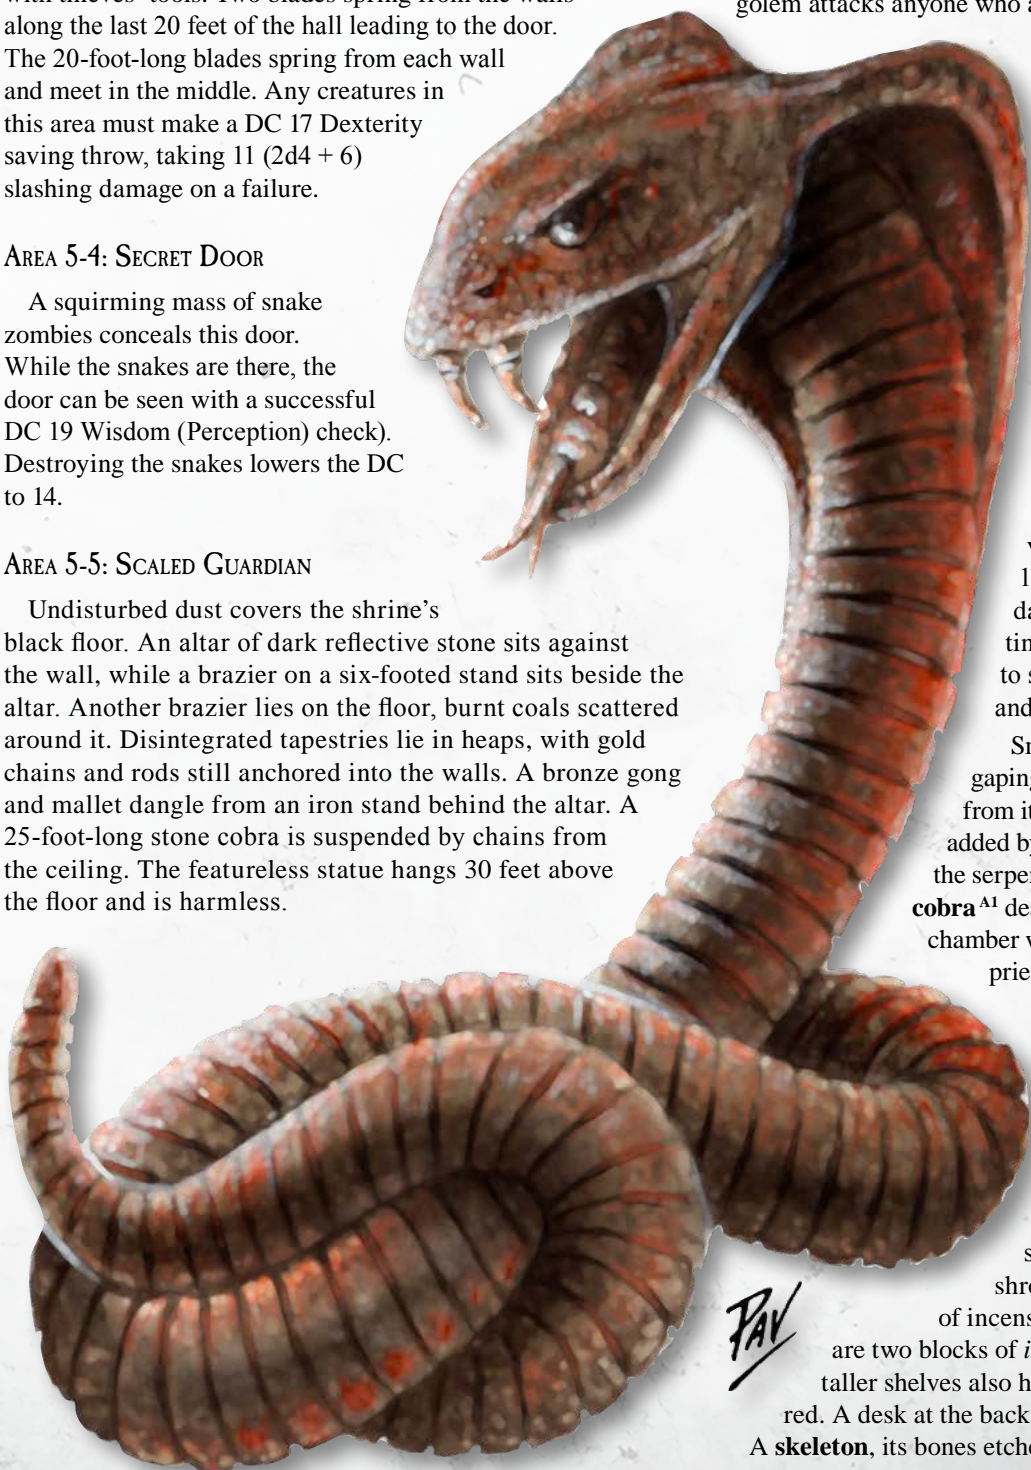 with thieves' tools. Two blades spring from the walls
along the last 20 feet of the hall leading to the door.
The 20-foot-long blades spring from each wall
and meet in the middle. Any creatures in
this area must make a DC 17 Dexterity
saving throw, taking 11 (2d4 + 6)
slashing damage on a failure.
Area 5-4: Secret Door
A squirming mass of snake
zombies conceals this door.
While the snakes are there, the
door can be seen with a successful
DC 19 Wisdom (Perception) check).
Destroying the snakes lowers the DC
to 14.
Area 5-5: Scaled Guardian
Undisturbed dust covers the shrine's
black floor. An altar of dark reflective stone sits against
the wall, while a brazier on a six-footed stand sits beside the
altar. Another brazier lies on the floor, burnt coals scattered
around it. Disintegrated tapestries lie in heaps, with gold
chains and rods still anchored into the walls. A bronze gong
and mallet dangle from an iron stand behind the altar. A
25-foot-long stone cobra is suspended by chains from
the ceiling. The featureless statue hangs 30 feet above
the floor and is harmless.
golem attacks anyone who a
to s
and
gaping
from it
added by
the serpe
cobra A1 de
chamber
prie
shr
of incens
are two blocks of
taller shelves also h
red. A desk at the back
A skeleton, its bones etch
PAV